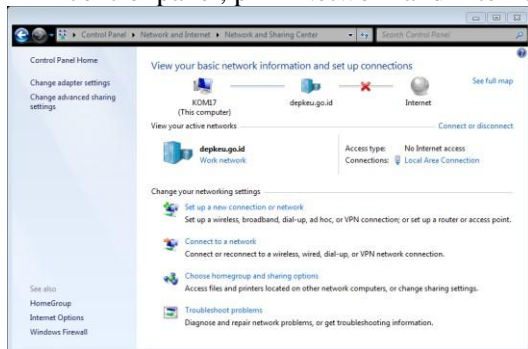 Control Panel ▸ Network and Internet ▸ Network and Sharing Center
Search Control Panel
Control Panel Home
Change adapter settings
Change advanced sharing
settings
View your basic network information and set up connections
See full map
KOM17
(This computer)
depkeu.go.id
Internet
View your active networks
Connect or disconnect
depkeu.go.id
Work network
Access type: No Internet access
Connections: Local Area Connection
Change your networking settings
Set up a new connection or network
Set up a wireless, broadband, dial-up, ad hoc, or VPN connection; or set up a router or access point.
Connect to a network
Connect or reconnect to a wireless, wired, dial-up, or VPN network connection.
Choose homegroup and sharing options
Access files and printers located on other network computers, or change sharing settings.
Troubleshoot problems
Diagnose and repair network problems, or get troubleshooting information.
See also
HomeGroup
Internet Options
Windows Firewall